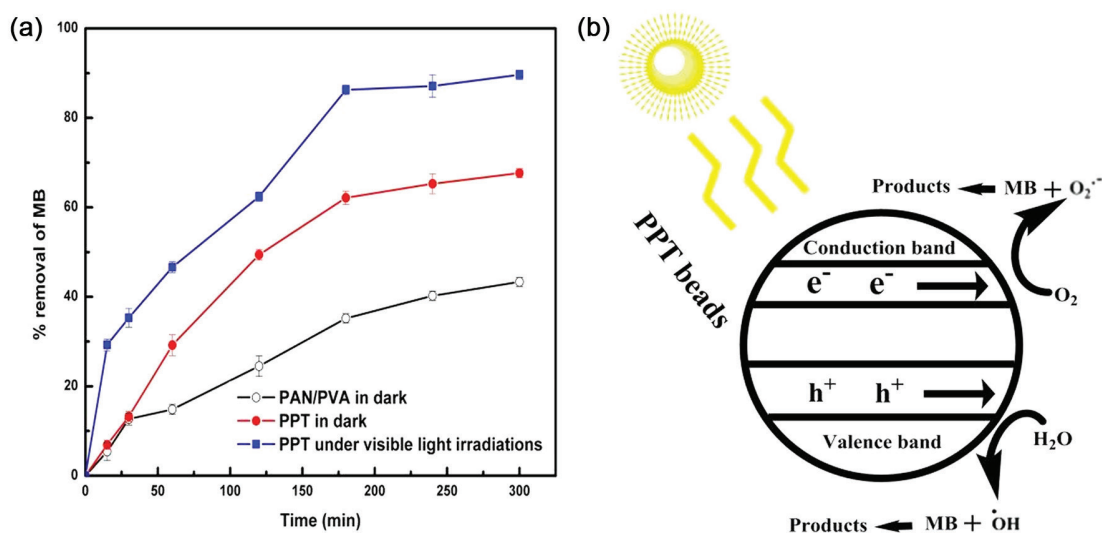 (a)
% removal of MB
100
80
60
40
20
0
0 50 100 150 200 250 300
Time (min)
PAN/PVA in dark
PPT in dark
PPT under visible light irradiations
(b)
PPT beads
Products MB + O₂·⁻
Conduction band
e⁻ e⁻
O₂
h⁺ h⁺
Valence band
H₂O
Products MB + ȮH